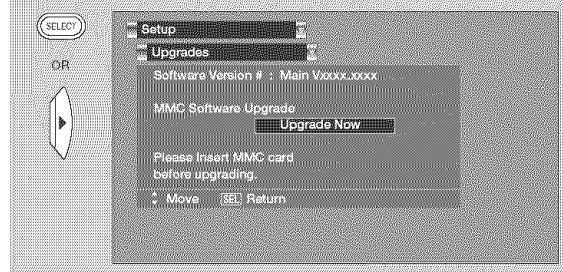 SELECT
OR
Setup
Upgrades
Software Version # : Main Vxxxx.xxxx
MMC Software Upgrade
Upgrade Now
Please Insert MMC card
before upgrading.
Move SEL Return